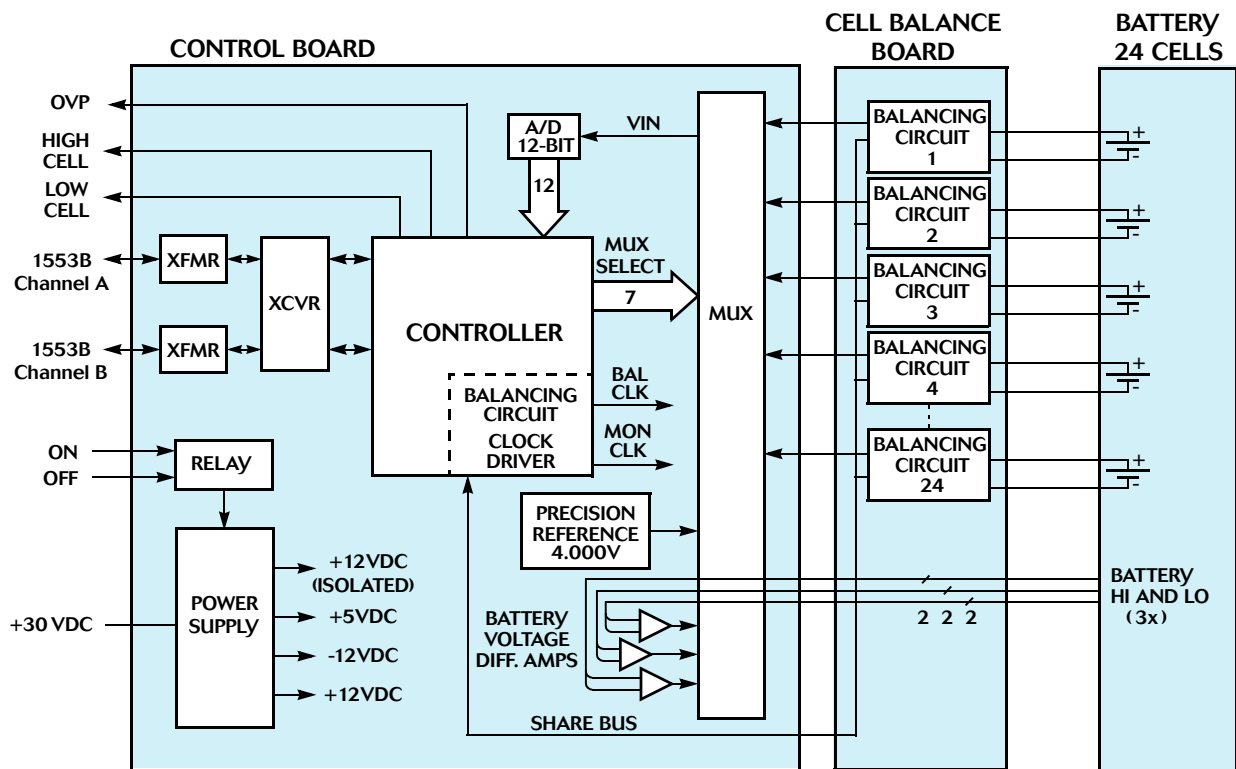 CONTROL BOARD
CELL BALANCE
BOARD
BATTERY
24 CELLS
OVP
HIGH
CELL
LOW
CELL
1553B
Channel A
1553B
Channel B
XFMR
XFMR
XCVR
A/D
12-BIT
VIN
12
CONTROLLER
MUX
SELECT
7
MUX
BALANCING
CIRCUIT
CLOCK
DRIVER
BAL
CLK
MON
CLK
BALANCING
CIRCUIT
1
+
-
BALANCING
CIRCUIT
2
+
-
BALANCING
CIRCUIT
3
+
-
BALANCING
CIRCUIT
4
+
-
BALANCING
CIRCUIT
24
+
-
ON
OFF
RELAY
PRECISION
REFERENCE
4.000V
+30 VDC
POWER
SUPPLY
+12VDC
(ISOLATED)
+5VDC
-12VDC
+12VDC
BATTERY
VOLTAGE
DIFF. AMPS
2 2 2
BATTERY
HI AND LO
(3x)
SHARE BUS